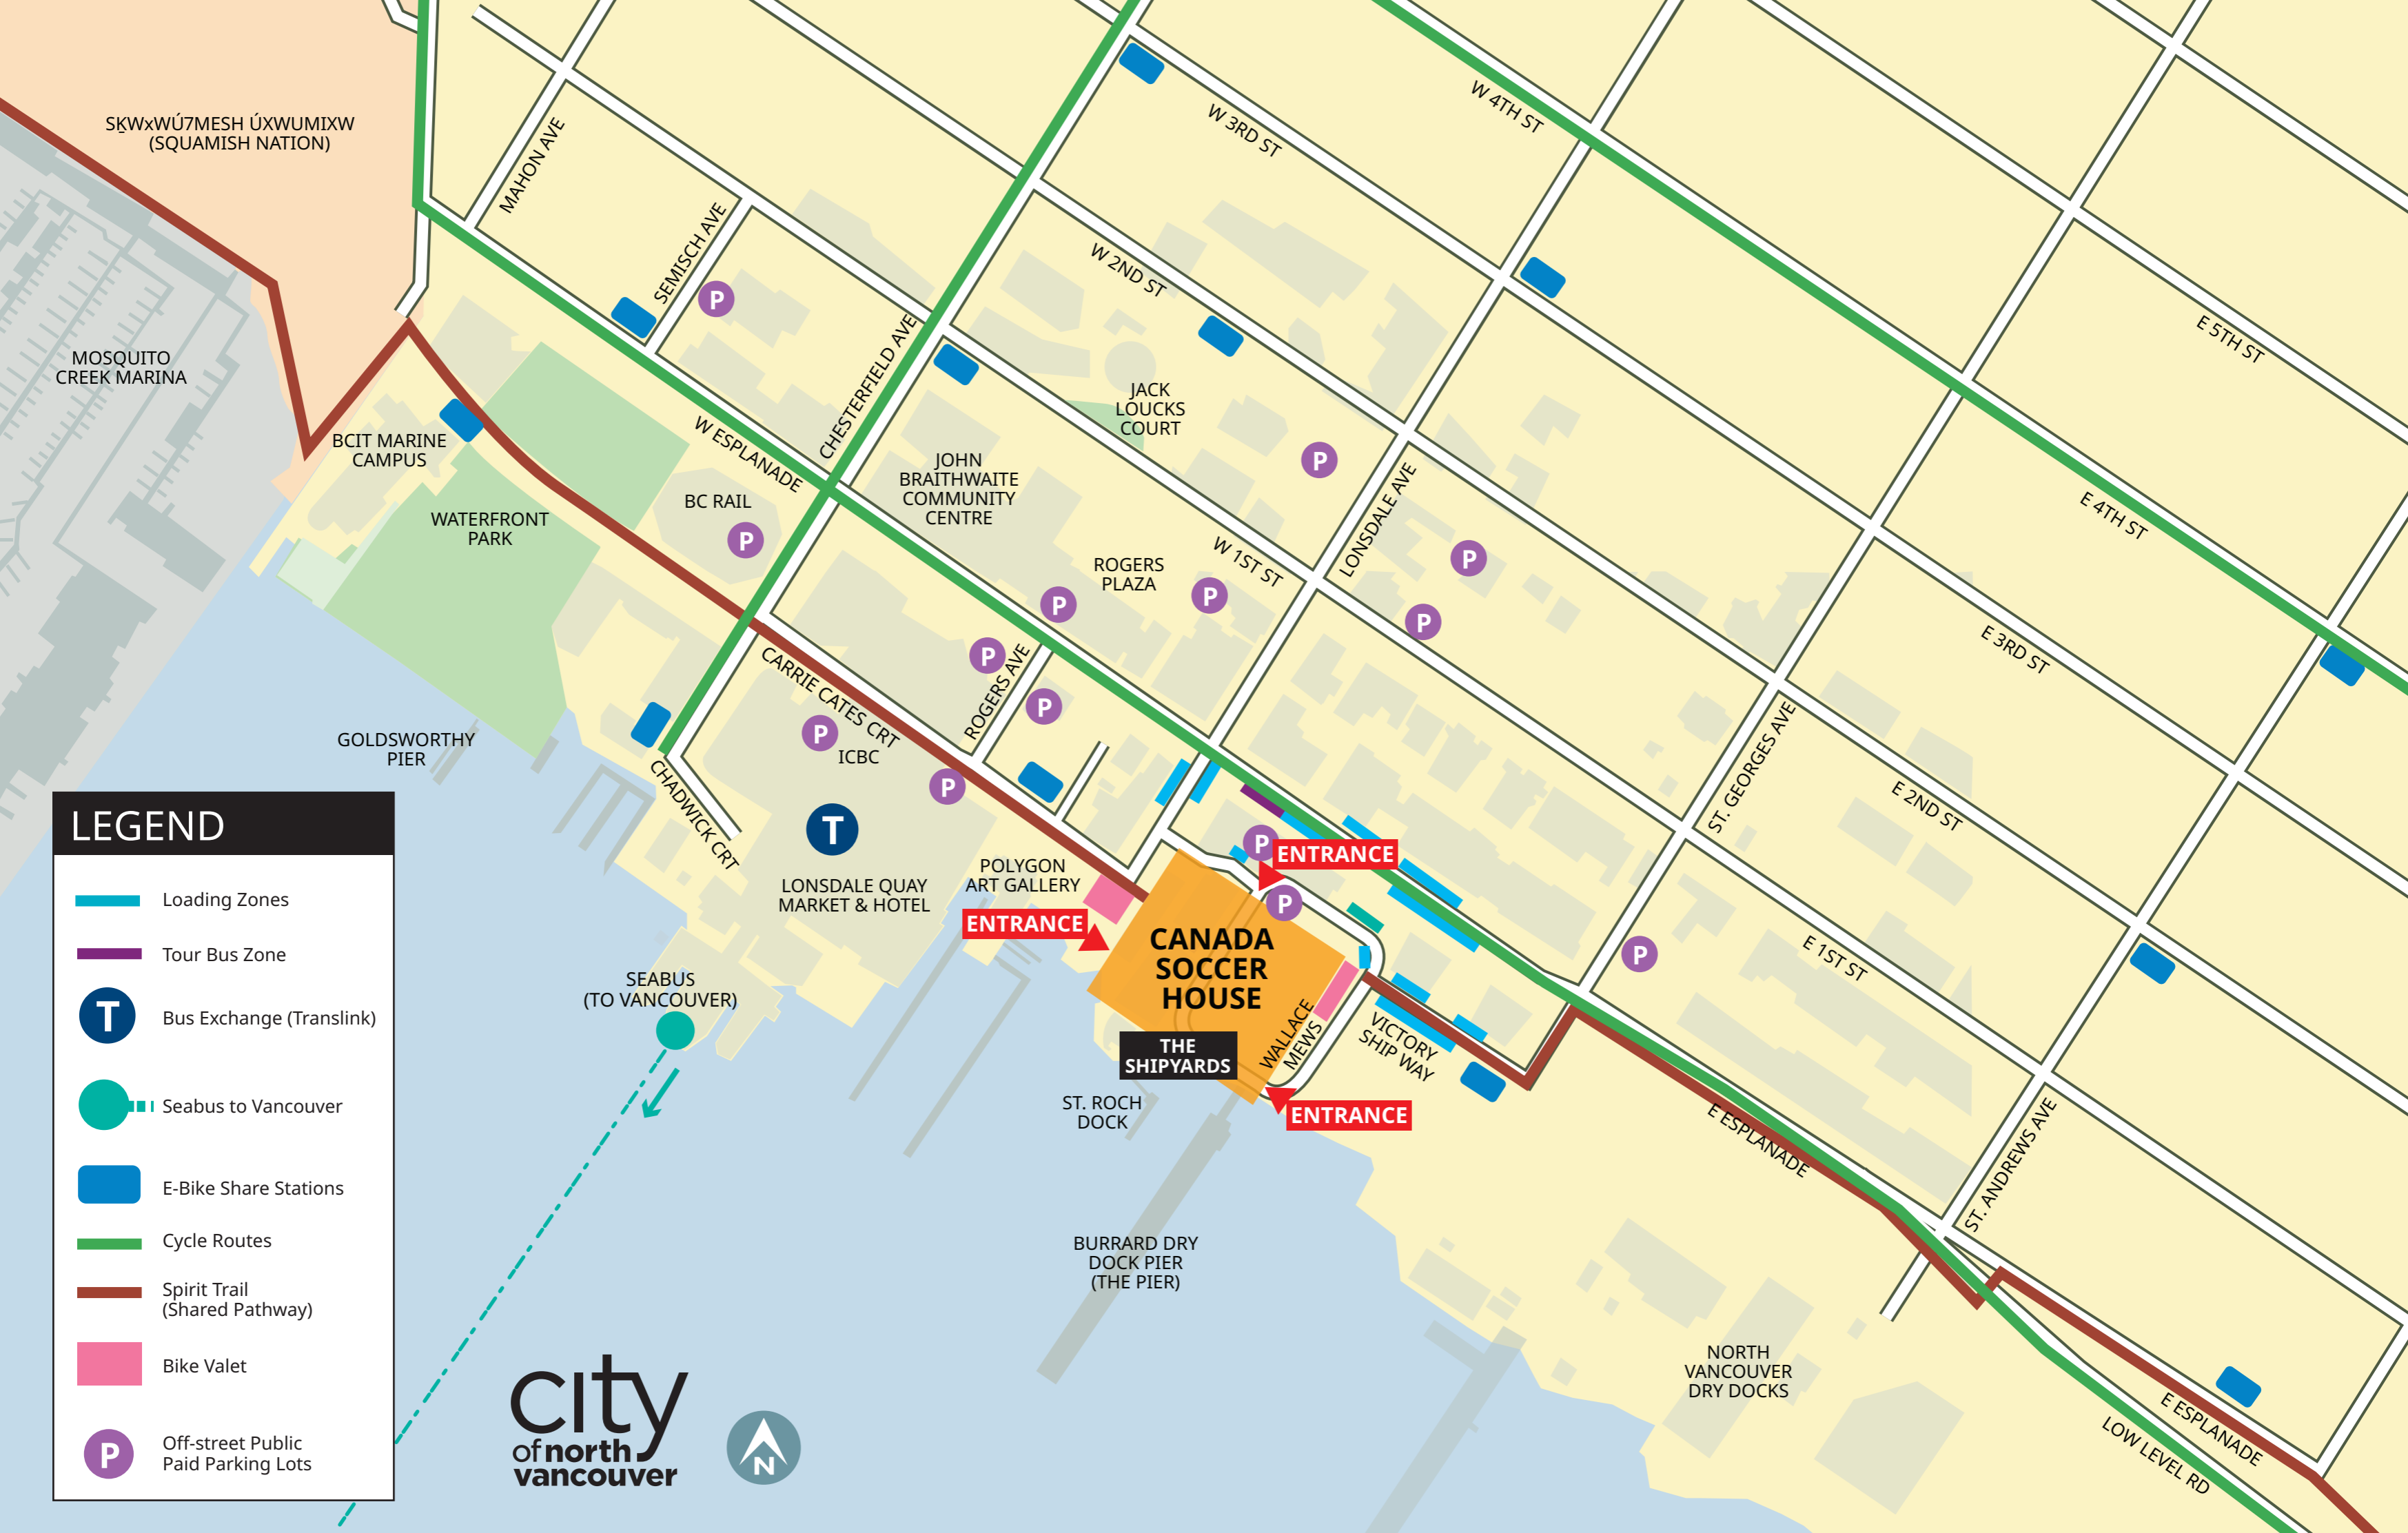 SḴWxWÚ7MESH ÚXWUMIXW
(SQUAMISH NATION)
MOSQUITO
CREEK MARINA
BCIT MARINE
CAMPUS
WATERFRONT
PARK
BC RAIL
GOLDSWORTHY
PIER
MAHON AVE
SEMISCH AVE
CHESTERFIELD AVE
W ESPLANADE
W 4TH ST
W 3RD ST
W 2ND ST
W 1ST ST
JACK
LOUCKS
COURT
JOHN
BRAITHWAITE
COMMUNITY
CENTRE
ROGERS
PLAZA
LONSDALE AVE
E 5TH ST
E 4TH ST
E 3RD ST
E 2ND ST
E 1ST ST
ST. GEORGES AVE
ST. ANDREWS AVE
P
P
P
P
P
P
P
P
P
P
P
P
P
P
CARRIE CATES CRT
ROGERS AVE
ICBC
CHADWICK CRT
T
LONSDALE QUAY
MARKET & HOTEL
POLYGON
ART GALLERY
ENTRANCE
ENTRANCE
ENTRANCE
CANADA
SOCCER
HOUSE
THE
SHIPYARDS
WALLACE
MEWS
VICTORY
SHIP WAY
SEABUS
(TO VANCOUVER)
ST. ROCH
DOCK
BURRARD DRY
DOCK PIER
(THE PIER)
E ESPLANADE
NORTH
VANCOUVER
DRY DOCKS
E ESPLANADE
LOW LEVEL RD
LEGEND
Loading Zones
Tour Bus Zone
T
Bus Exchange (Translink)
Seabus to Vancouver
E-Bike Share Stations
Cycle Routes
Spirit Trail
(Shared Pathway)
Bike Valet
P
Off-street Public
Paid Parking Lots
city
of north
vancouver
N